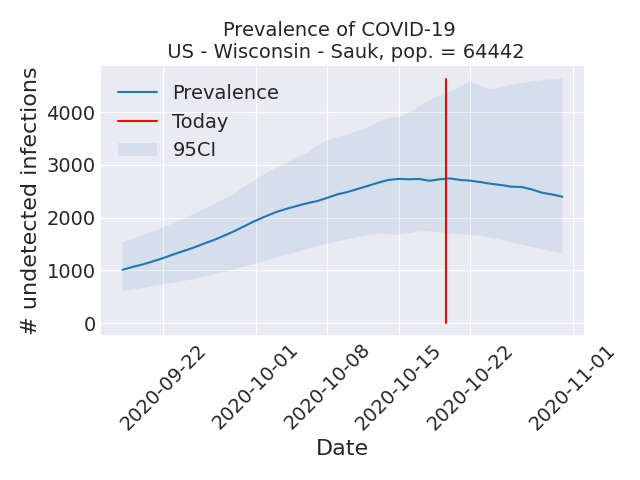 Prevalence of COVID-19
US - Wisconsin - Sauk, pop. = 64442
# undetected infections
4000
3000
2000
1000
0
Prevalence
Today
95CI
2020-09-22
2020-10-01
2020-10-08
2020-10-15
2020-10-22
2020-11-01
Date